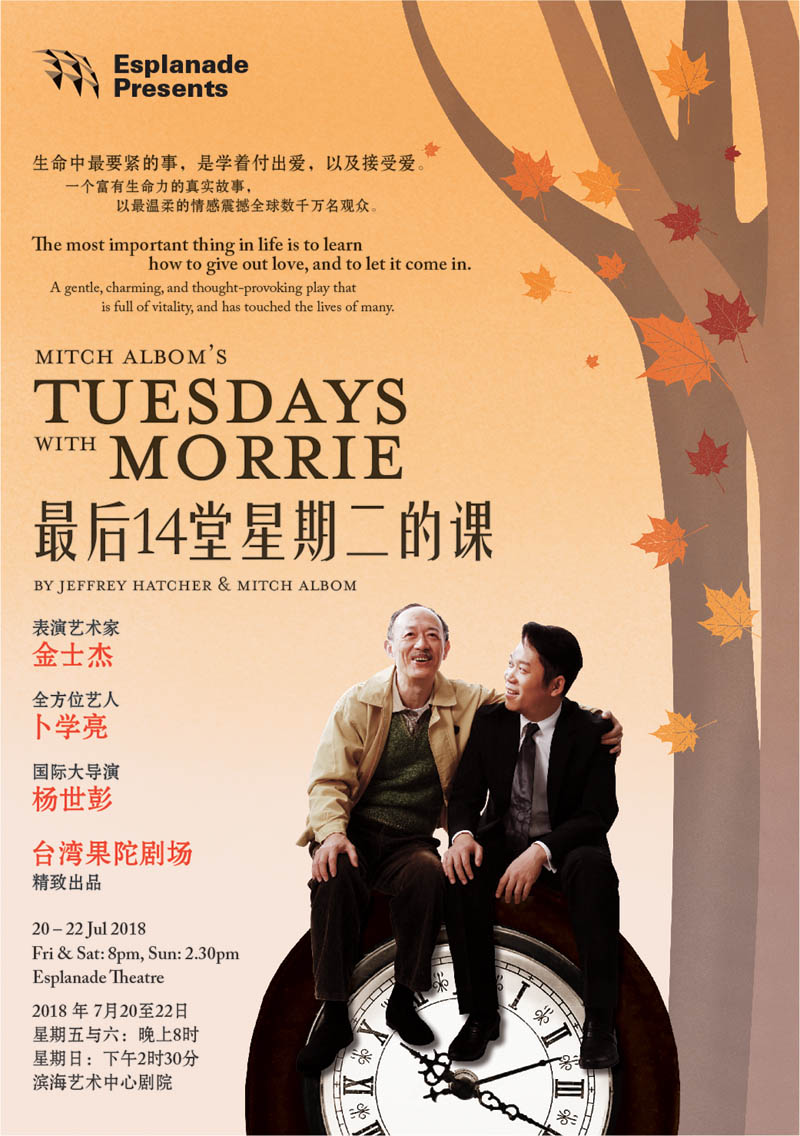 Esplanade
Presents
生命中最要紧的事，是学着付出爱，以及接受爱。
一个富有生命力的真实故事，
以最温柔的情感震撼全球数千万名观众。
The most important thing in life is to learn
how to give out love, and to let it come in.
A gentle, charming, and thought-provoking play that
is full of vitality, and has touched the lives of many.
MITCH ALBOM’S
TUESDAYS
WITH MORRIE
最后14堂星期二的课
BY JEFFREY HATCHER & MITCH ALBOM
表演艺术家
金士杰
全方位艺人
卜学亮
国际大导演
杨世彭
台湾果陀剧场
精致出品
20 – 22 Jul 2018
Fri & Sat: 8pm, Sun: 2.30pm
Esplanade Theatre
2018 年 7月20至22日
星期五与六：晚上8时
星期日：下午2时30分
滨海艺术中心剧院